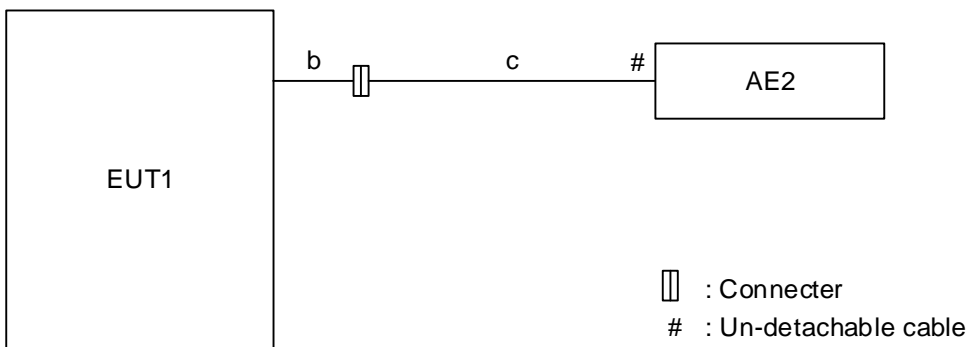 b
c
#
AE2
EUT1
: Connecter
# : Un-detachable cable